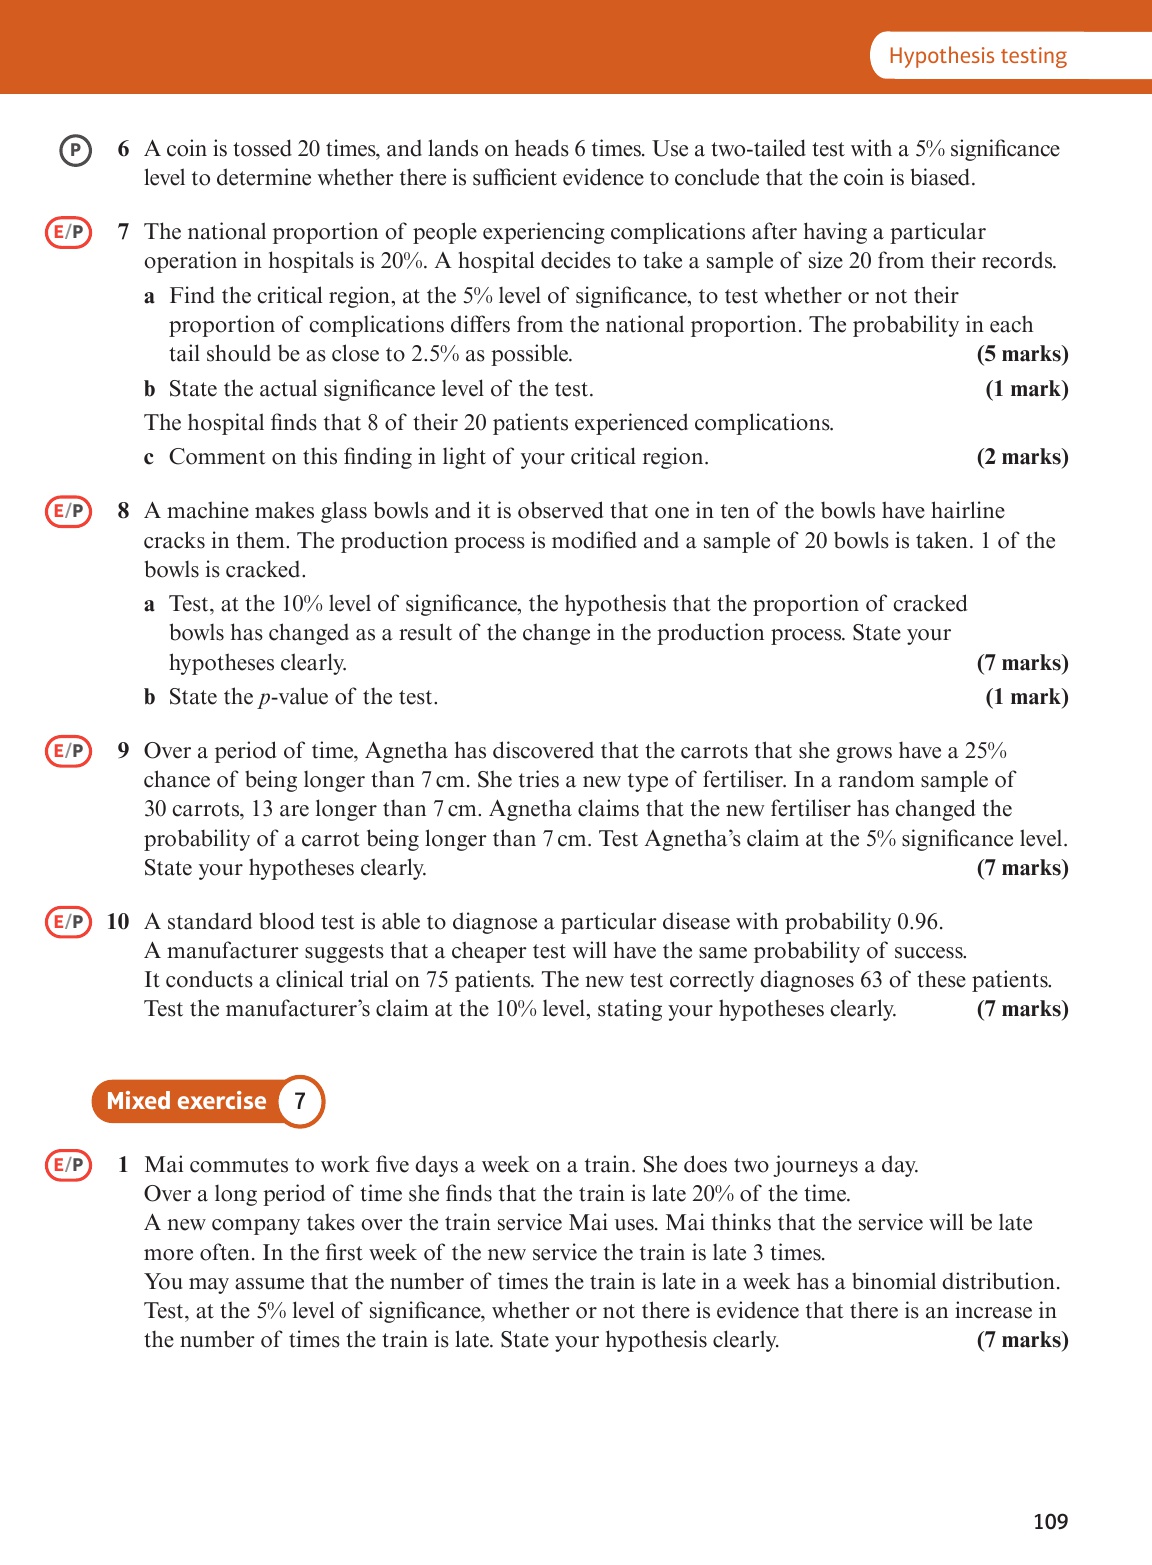 Hypothesis testing
P 6 A coin is tossed 20 times, and lands on heads 6 times. Use a two-tailed test with a 5% significance
level to determine whether there is sufficient evidence to conclude that the coin is biased.
E/P 7 The national proportion of people experiencing complications after having a particular
operation in hospitals is 20%. A hospital decides to take a sample of size 20 from their records.
a Find the critical region, at the 5% level of significance, to test whether or not their
proportion of complications differs from the national proportion. The probability in each
tail should be as close to 2.5% as possible. (5 marks)
b State the actual significance level of the test. (1 mark)
The hospital finds that 8 of their 20 patients experienced complications.
c Comment on this finding in light of your critical region. (2 marks)
E/P 8 A machine makes glass bowls and it is observed that one in ten of the bowls have hairline
cracks in them. The production process is modified and a sample of 20 bowls is taken. 1 of the
bowls is cracked.
a Test, at the 10% level of significance, the hypothesis that the proportion of cracked
bowls has changed as a result of the change in the production process. State your
hypotheses clearly. (7 marks)
b State the p-value of the test. (1 mark)
E/P 9 Over a period of time, Agnetha has discovered that the carrots that she grows have a 25%
chance of being longer than 7 cm. She tries a new type of fertiliser. In a random sample of
30 carrots, 13 are longer than 7 cm. Agnetha claims that the new fertiliser has changed the
probability of a carrot being longer than 7 cm. Test Agnetha's claim at the 5% significance level.
State your hypotheses clearly. (7 marks)
E/P 10 A standard blood test is able to diagnose a particular disease with probability 0.96.
A manufacturer suggests that a cheaper test will have the same probability of success.
It conducts a clinical trial on 75 patients. The new test correctly diagnoses 63 of these patients.
Test the manufacturer's claim at the 10% level, stating your hypotheses clearly. (7 marks)
Mixed exercise 7
E/P 1 Mai commutes to work five days a week on a train. She does two journeys a day.
Over a long period of time she finds that the train is late 20% of the time.
A new company takes over the train service Mai uses. Mai thinks that the service will be late
more often. In the first week of the new service the train is late 3 times.
You may assume that the number of times the train is late in a week has a binomial distribution.
Test, at the 5% level of significance, whether or not there is evidence that there is an increase in
the number of times the train is late. State your hypothesis clearly. (7 marks)
109